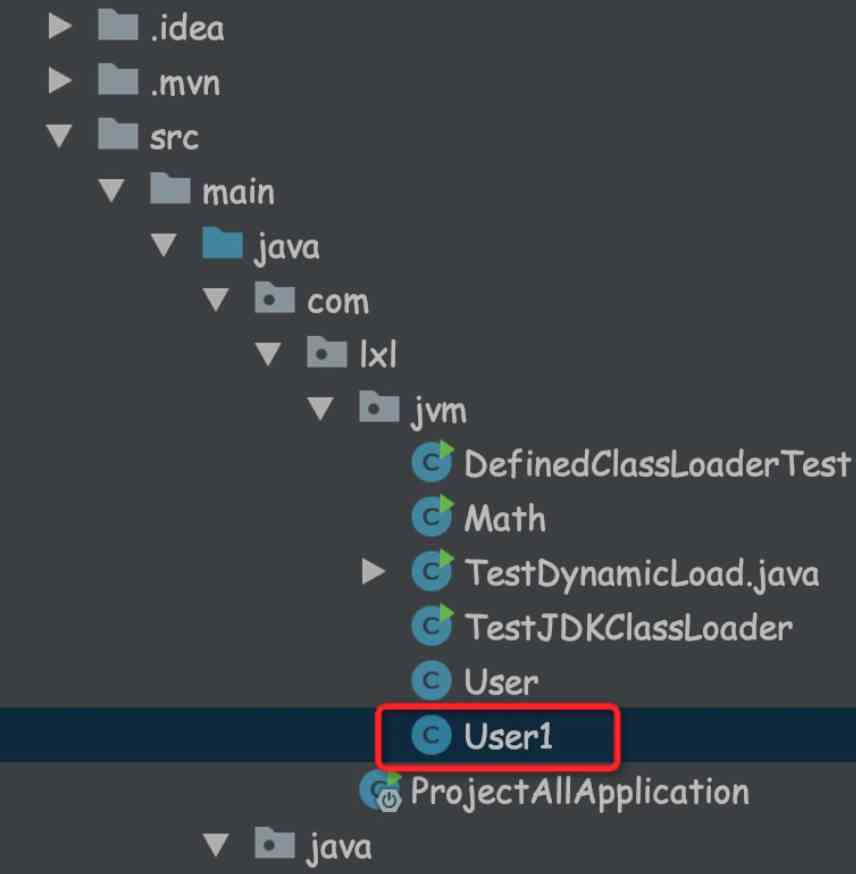 .idea
.mvn
src
main
java
com
lxl
jvm
DefinedClassLoaderTest
Math
TestDynamicLoad.java
TestJDKClassLoader
User
User1
ProjectAllApplication
java